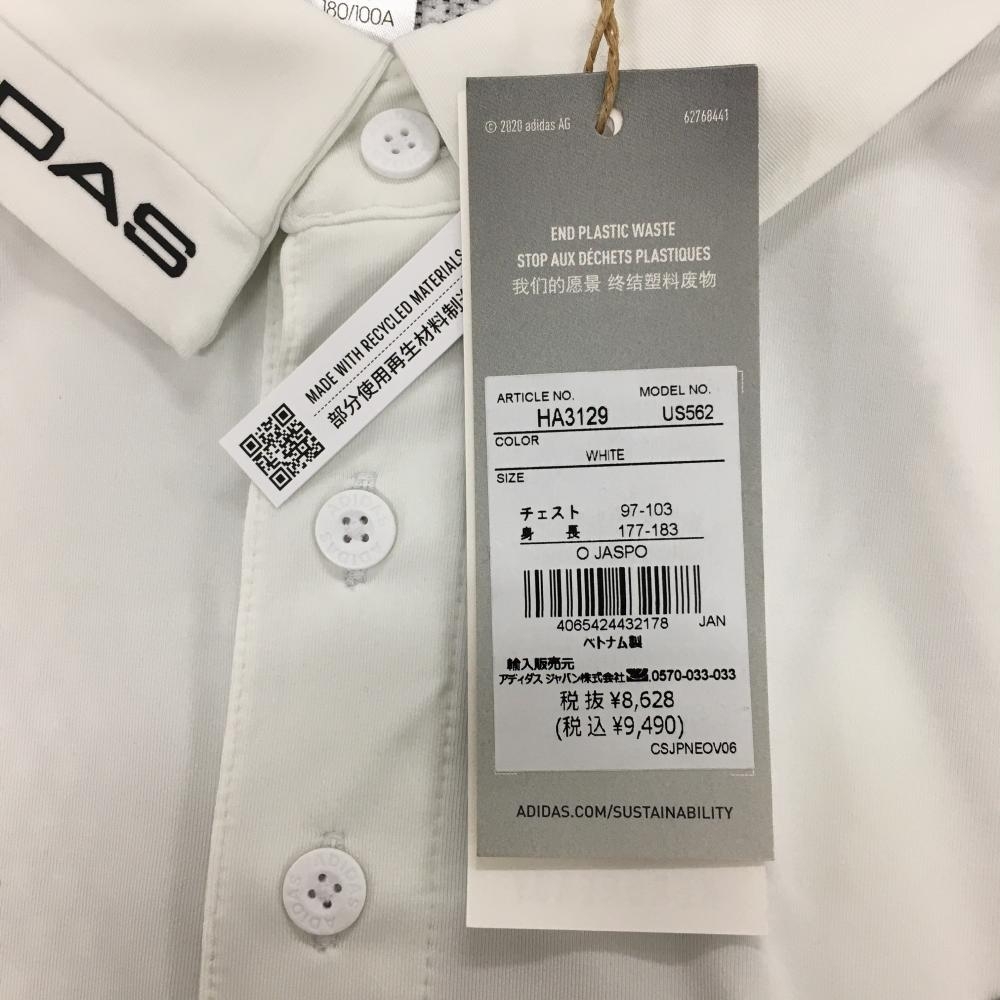 180/100A
DAS
© 2020 adidas AG
62768441
END PLASTIC WASTE
STOP AUX DÉCHETS PLASTIQUES
我们的愿景 终结塑料废物
MADE WITH RECYCLED MATERIALS
部分使用再生材料制
ARTICLE NO. MODEL NO.
HA3129 US562
COLOR
WHITE
SIZE
チェスト 97-103
身長 177-183
O JASPO
4065424432178 JAN
ベトナム製
輸入販売元
アディダス ジャパン株式会社 .0570-033-033
税抜 ¥8,628
(税込 ¥9,490)
CSJPNEOV06
ADIDAS.COM/SUSTAINABILITY
ADIDAS
ADIDAS
ADIDAS
ADIDAS